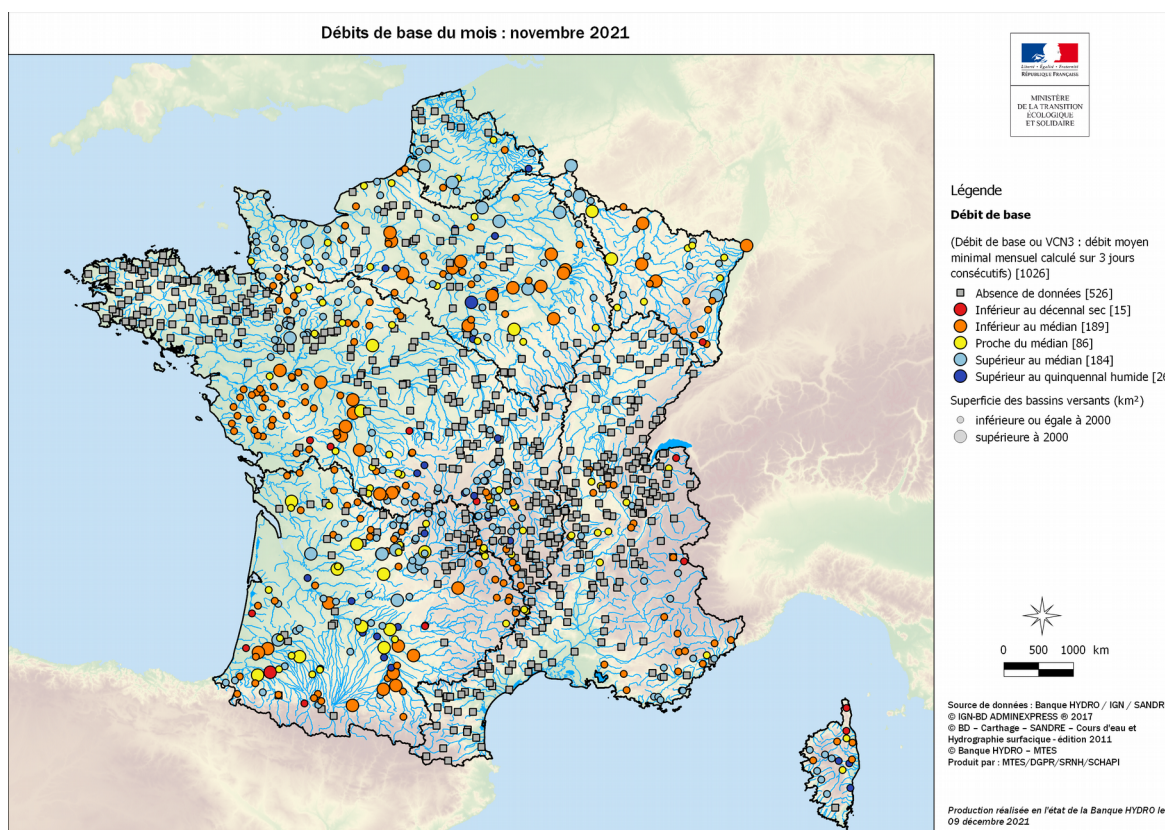 Débits de base du mois : novembre 2021
Liberté • Égalité • Fraternité
RÉPUBLIQUE FRANÇAISE
MINISTÈRE
DE LA TRANSITION
ÉCOLOGIQUE
ET SOLIDAIRE
Légende
Débit de base
(Débit de base ou VCN3 : débit moyen
minimal mensuel calculé sur 3 jours
consécutifs) [1026]
Absence de données [526]
Inférieur au décennal sec [15]
Inférieur au médian [189]
Proche du médian [86]
Supérieur au médian [184]
Supérieur au quinquennal humide
Superficie des bassins versants (km²)
inférieure ou égale à 2000
supérieure à 2000
0 500 1000 km
Source de données : Banque HYDRO / IGN / SANDR
© IGN-BD ADMINEXPRESS ® 2017
© BD – Carthage – SANDRE – Cours d'eau et
Hydrographie surfacique - édition 2011
© Banque HYDRO – MTES
Produit par : MTES/DGPR/SRNH/SCHAPI
Production réalisée en l'état de la Banque HYDRO le
09 décembre 2021